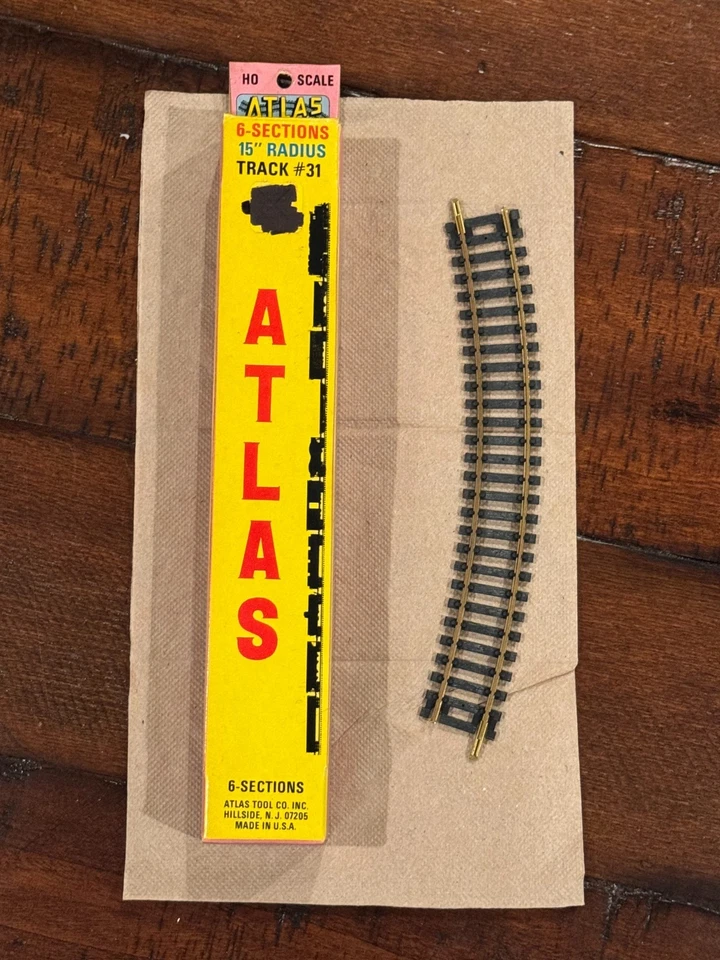 HO SCALE
ATLAS
6-SECTIONS
15" RADIUS
TRACK #31
ATLAS
6-SECTIONS
ATLAS TOOL CO. INC.
HILLSIDE, N. J. 07205
MADE IN U.S.A.